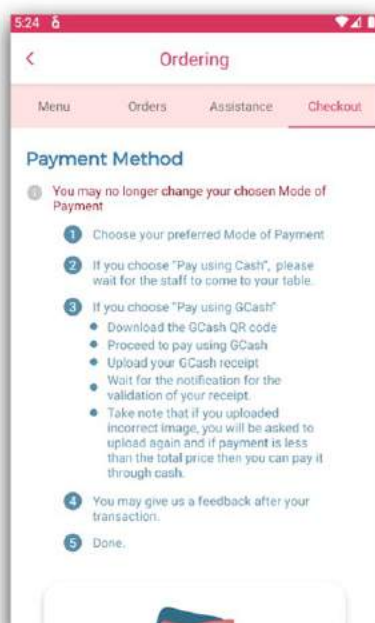 5:24
Ordering
Menu Orders Assistance Checkout
Payment Method
You may no longer change your chosen Mode of
Payment
1 Choose your preferred Mode of Payment
2 If you choose "Pay using Cash", please
wait for the staff to come to your table.
3 If you choose "Pay using GCash"
• Download the GCash QR code
• Proceed to pay using GCash
• Upload your GCash receipt
• Wait for the notification for the
validation of your receipt.
• Take note that if you uploaded
incorrect image, you will be asked to
upload again and if payment is less
than the total price then you can pay it
through cash.
4 You may give us a feedback after your
transaction.
5 Done.